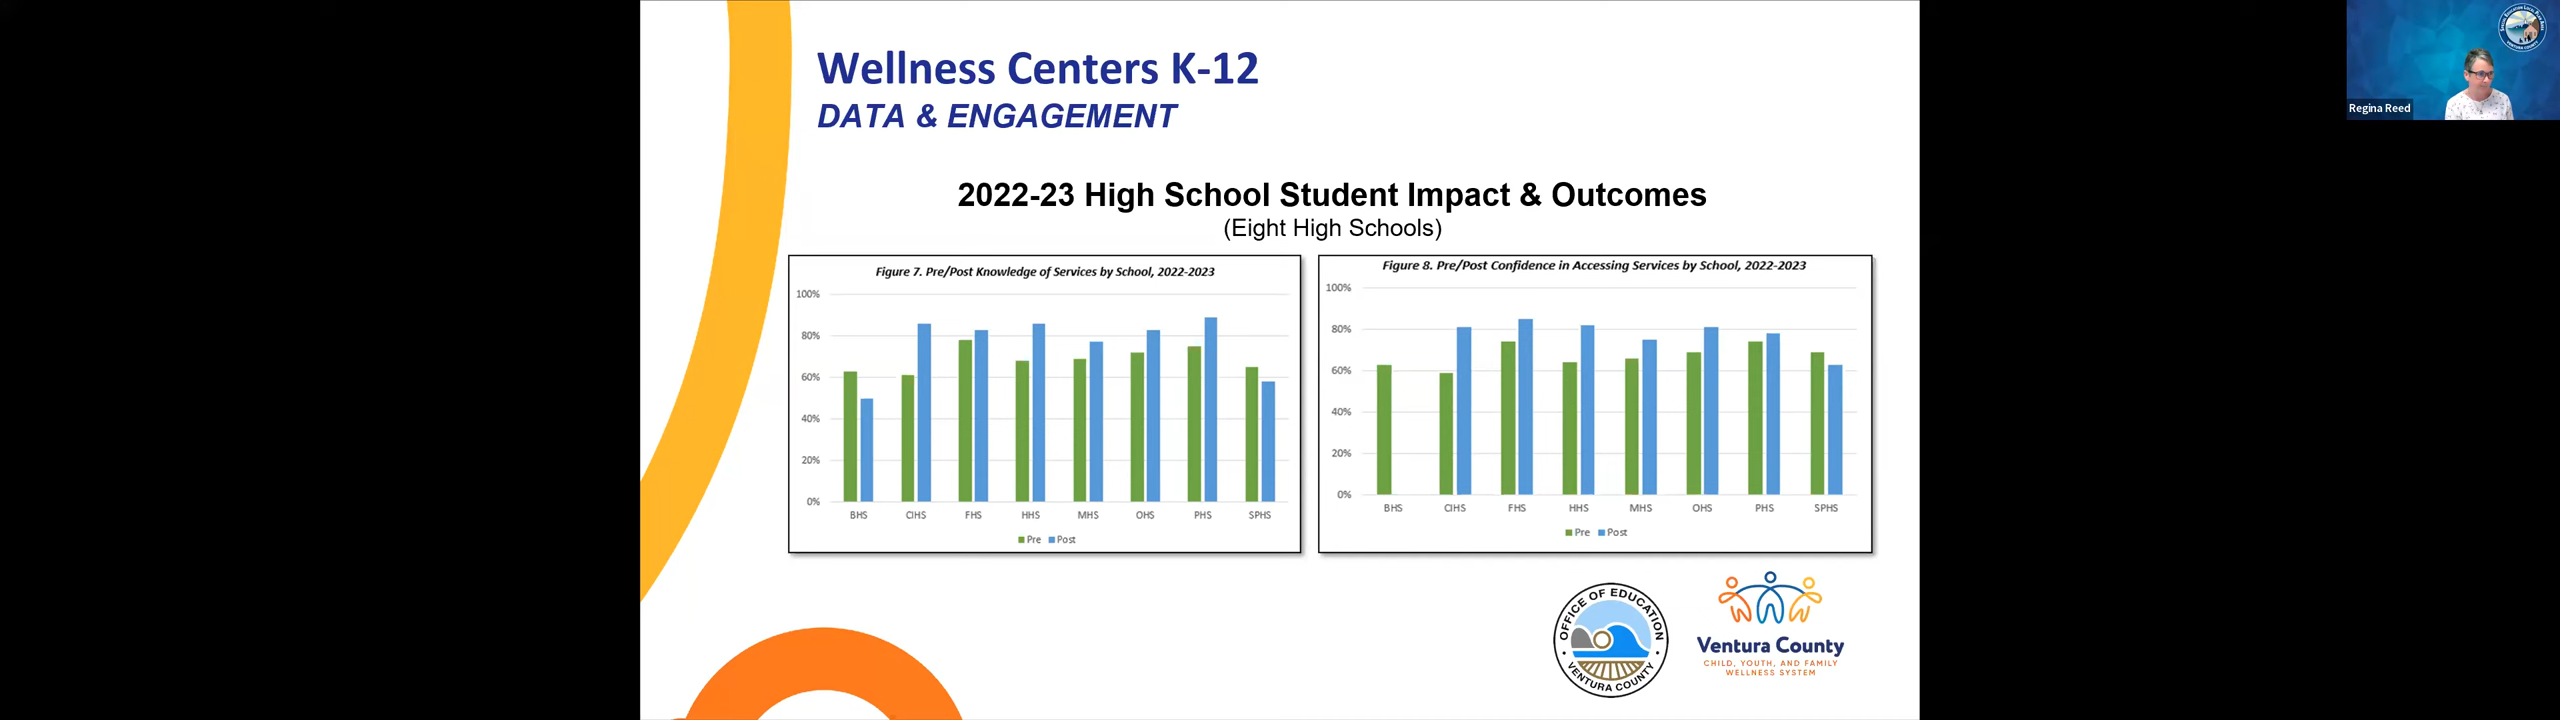 Wellness Centers K-12
DATA & ENGAGEMENT
2022-23 High School Student Impact & Outcomes
(Eight High Schools)
Figure 7. Pre/Post Knowledge of Services by School, 2022-2023
100%
80%
60%
40%
20%
0%
BHS CIHS FHS HHS MHS OHS PHS SPHS
Pre Post
Figure 8. Pre/Post Confidence in Accessing Services by School, 2022-2023
100%
80%
60%
40%
20%
0%
BHS CIHS FHS HHS MHS OHS PHS SPHS
Pre Post
OFFICE OF EDUCATION
VENTURA COUNTY
Ventura County
CHILD, YOUTH, AND FAMILY
WELLNESS SYSTEM
Regina Reed